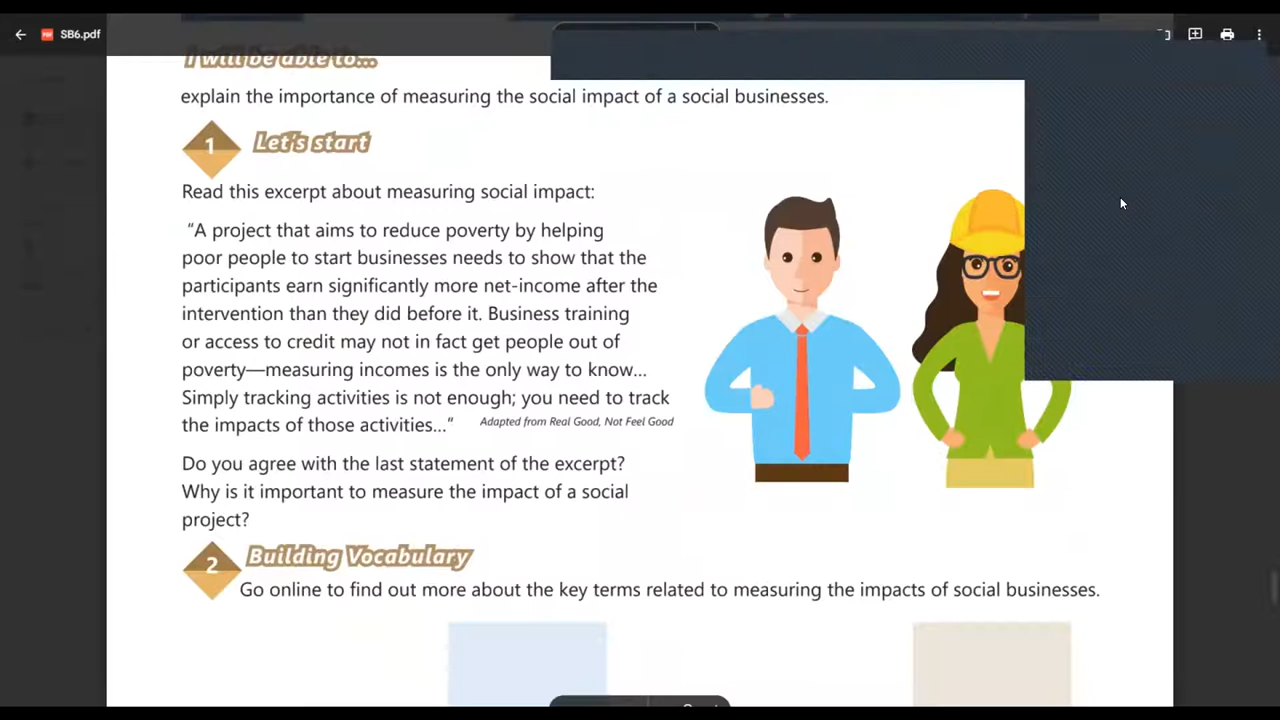 SB6.pdf
I will be able to...
explain the importance of measuring the social impact of a social businesses.
1 Let's start
Read this excerpt about measuring social impact:
“A project that aims to reduce poverty by helping
poor people to start businesses needs to show that the
participants earn significantly more net-income after the
intervention than they did before it. Business training
or access to credit may not in fact get people out of
poverty—measuring incomes is the only way to know...
Simply tracking activities is not enough; you need to track
the impacts of those activities...“ Adapted from Real Good, Not Feel Good
Do you agree with the last statement of the excerpt?
Why is it important to measure the impact of a social
project?
2 Building Vocabulary
Go online to find out more about the key terms related to measuring the impacts of social businesses.